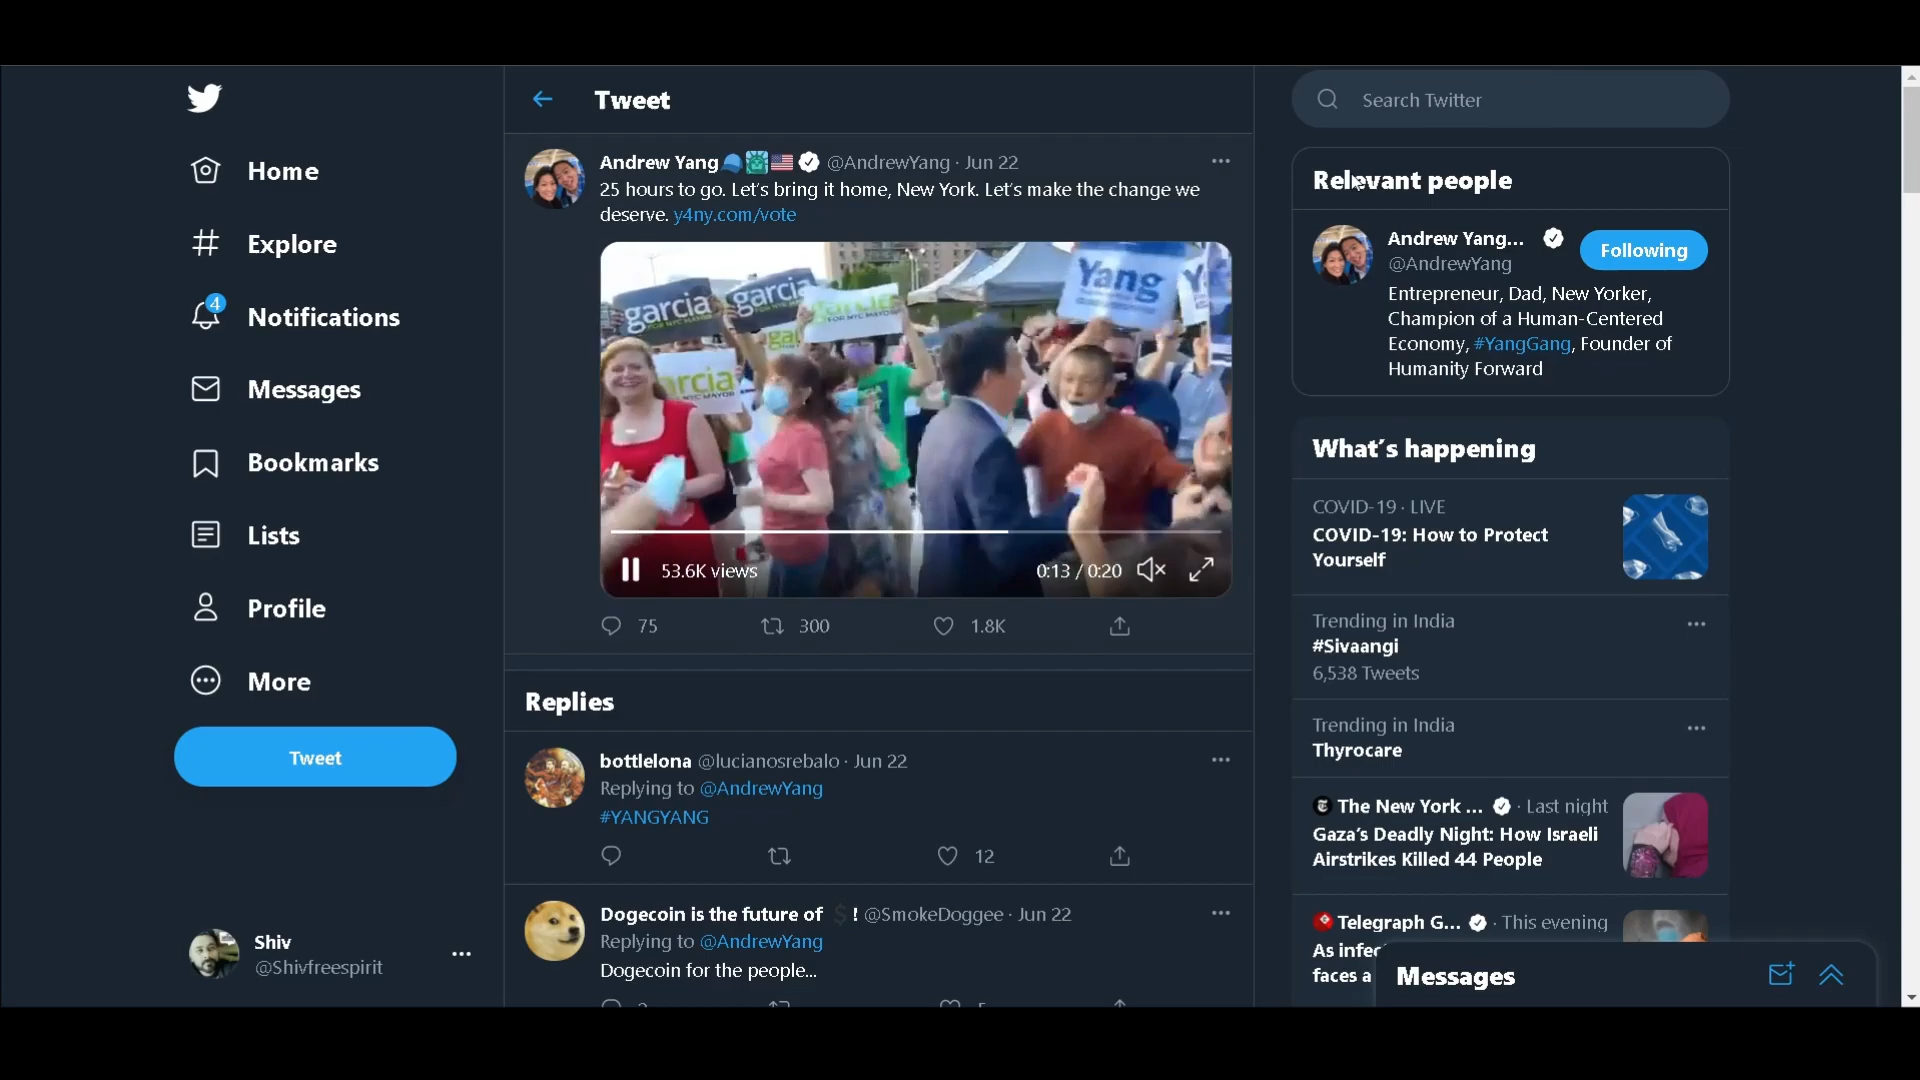 Home
Explore
4
Notifications
Messages
Bookmarks
Lists
Profile
More
Tweet
Shiv
@Shivfreespirit
Tweet
Andrew Yang @AndrewYang · Jun 22
25 hours to go. Let's bring it home, New York. Let's make the change we
deserve. y4ny.com/vote
garcia
garcia
garcia
FOR NYC MAYOR
Yang
53.6K views
0:13 / 0:20
75
300
1.8K
Replies
bottlelona @lucianosrebalo · Jun 22
Replying to @AndrewYang
#YANGYANG
12
Dogecoin is the future of $ ! @SmokeDoggee · Jun 22
Replying to @AndrewYang
Dogecoin for the people...
Search Twitter
Relevant people
Andrew Yang...
@AndrewYang
Following
Entrepreneur, Dad, New Yorker,
Champion of a Human-Centered
Economy, #YangGang, Founder of
Humanity Forward
What's happening
COVID-19 · LIVE
COVID-19: How to Protect
Yourself
Trending in India
#Sivaangi
6,538 Tweets
Trending in India
Thyrocare
The New York ... · Last night
Gaza's Deadly Night: How Israeli
Airstrikes Killed 44 People
Telegraph G... · This evening
As infec
faces a
Messages